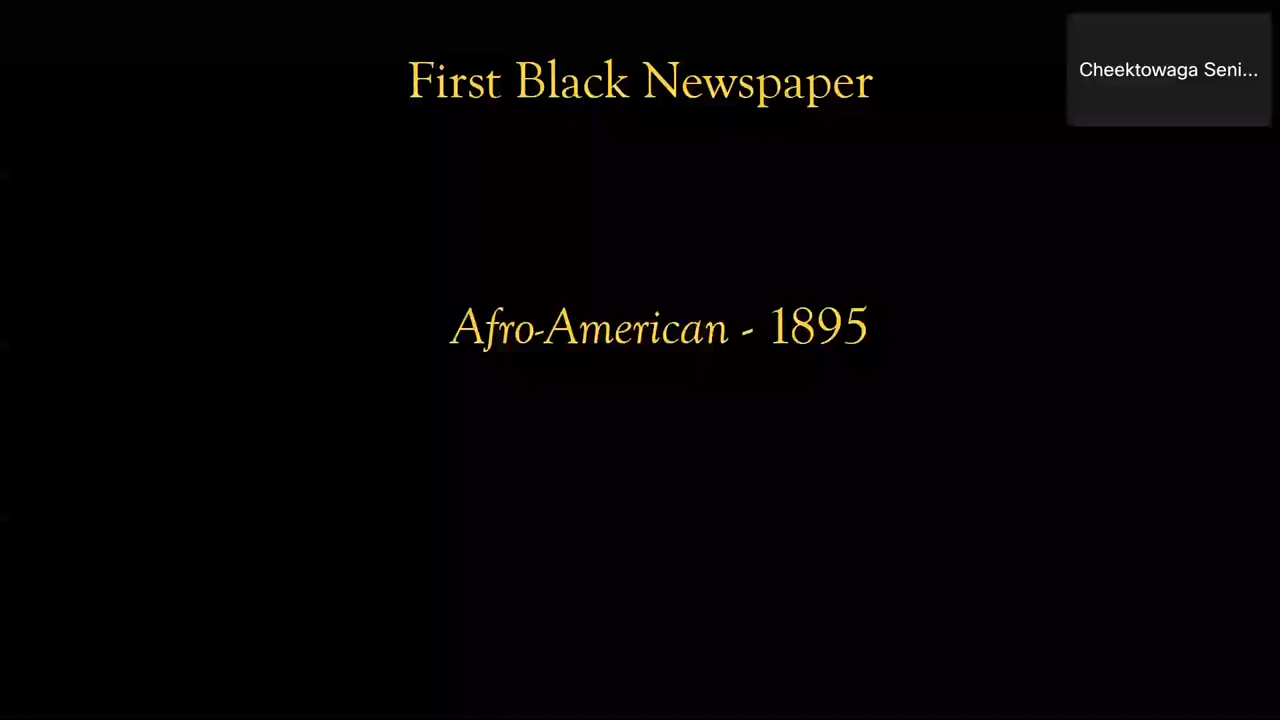 First Black Newspaper
Cheektowaga Seni...
Afro-American - 1895